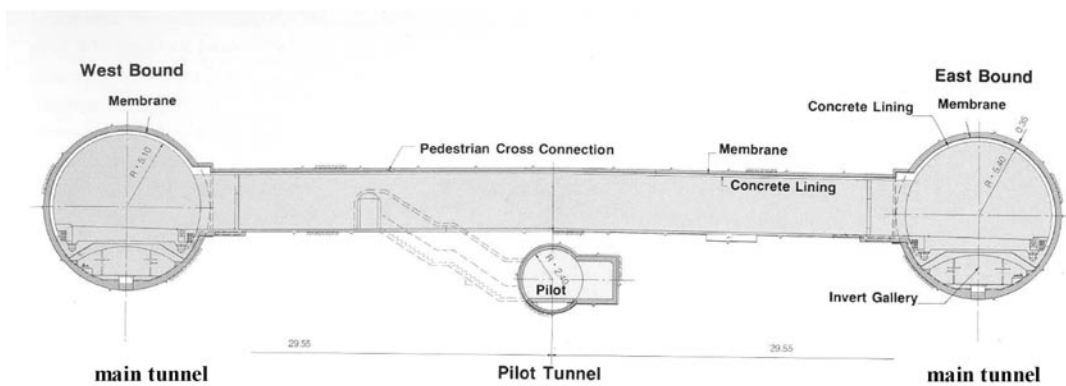 West Bound
Membrane
R = 5.10
Pedestrian Cross Connection
Membrane
Concrete Lining
East Bound
Concrete Lining
Membrane
0.35
R = 5.40
R = 2.40
Pilot
Invert Gallery
29.55
29.55
main tunnel
Pilot Tunnel
main tunnel